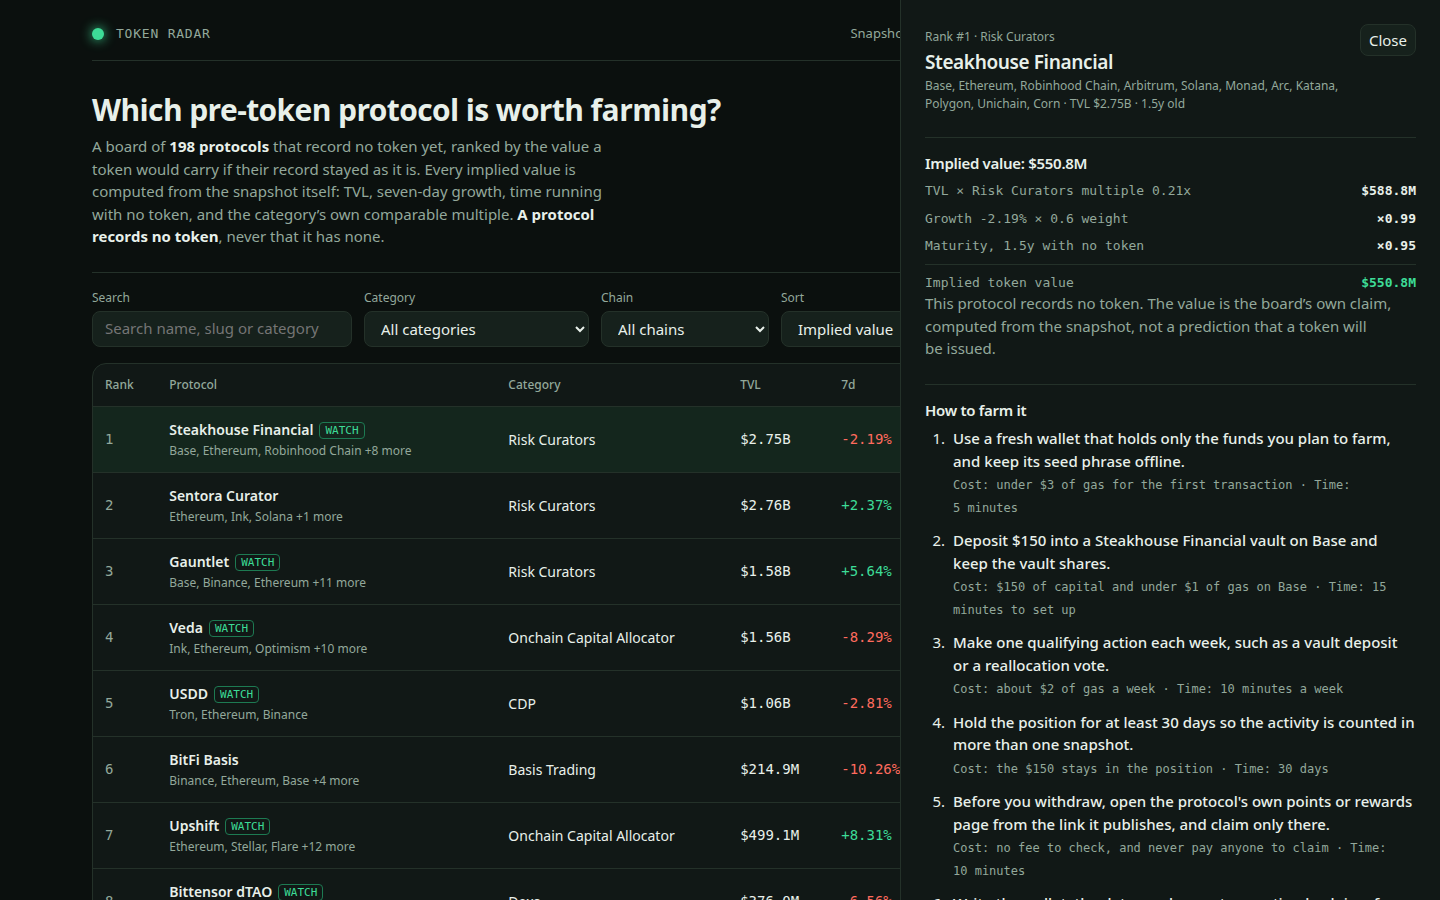 TOKEN RADAR
Which pre-token protocol is worth farming?
A board of 198 protocols that record no token yet, ranked by the value a
token would carry if their record stayed as it is. Every implied value is
computed from the snapshot itself: TVL, seven-day growth, time running
with no token, and the category's own comparable multiple. A protocol
records no token, never that it has none.
Search Category Chain Sort
Search name, slug or category All categories All chains Implied value
Rank Protocol Category TVL 7d
1 Steakhouse Financial WATCH Risk Curators $2.75B -2.19%
Base, Ethereum, Robinhood Chain +8 more
2 Sentora Curator Risk Curators $2.76B +2.37%
Ethereum, Ink, Solana +1 more
3 Gauntlet WATCH Risk Curators $1.58B +5.64%
Base, Binance, Ethereum +11 more
4 Veda WATCH Onchain Capital Allocator $1.56B -8.29%
Ink, Ethereum, Optimism +10 more
5 USDD WATCH CDP $1.06B -2.81%
Tron, Ethereum, Binance
6 BitFi Basis Basis Trading $214.9M -10.26%
Binance, Ethereum, Base +4 more
7 Upshift WATCH Onchain Capital Allocator $499.1M +8.31%
Ethereum, Stellar, Flare +12 more
Bittensor dTAO WATCH
Rank #1 · Risk Curators
Close
Steakhouse Financial
Base, Ethereum, Robinhood Chain, Arbitrum, Solana, Monad, Arc, Katana,
Polygon, Unichain, Corn · TVL $2.75B · 1.5y old
Implied value: $550.8M
TVL × Risk Curators multiple 0.21x $588.8M
Growth -2.19% × 0.6 weight ×0.99
Maturity, 1.5y with no token ×0.95
Implied token value $550.8M
This protocol records no token. The value is the board's own claim,
computed from the snapshot, not a prediction that a token will
be issued.
How to farm it
1. Use a fresh wallet that holds only the funds you plan to farm,
and keep its seed phrase offline.
Cost: under $3 of gas for the first transaction · Time:
5 minutes
2. Deposit $150 into a Steakhouse Financial vault on Base and
keep the vault shares.
Cost: $150 of capital and under $1 of gas on Base · Time: 15
minutes to set up
3. Make one qualifying action each week, such as a vault deposit
or a reallocation vote.
Cost: about $2 of gas a week · Time: 10 minutes a week
4. Hold the position for at least 30 days so the activity is counted in
more than one snapshot.
Cost: the $150 stays in the position · Time: 30 days
5. Before you withdraw, open the protocol's own points or rewards
page from the link it publishes, and claim only there.
Cost: no fee to check, and never pay anyone to claim · Time:
10 minutes